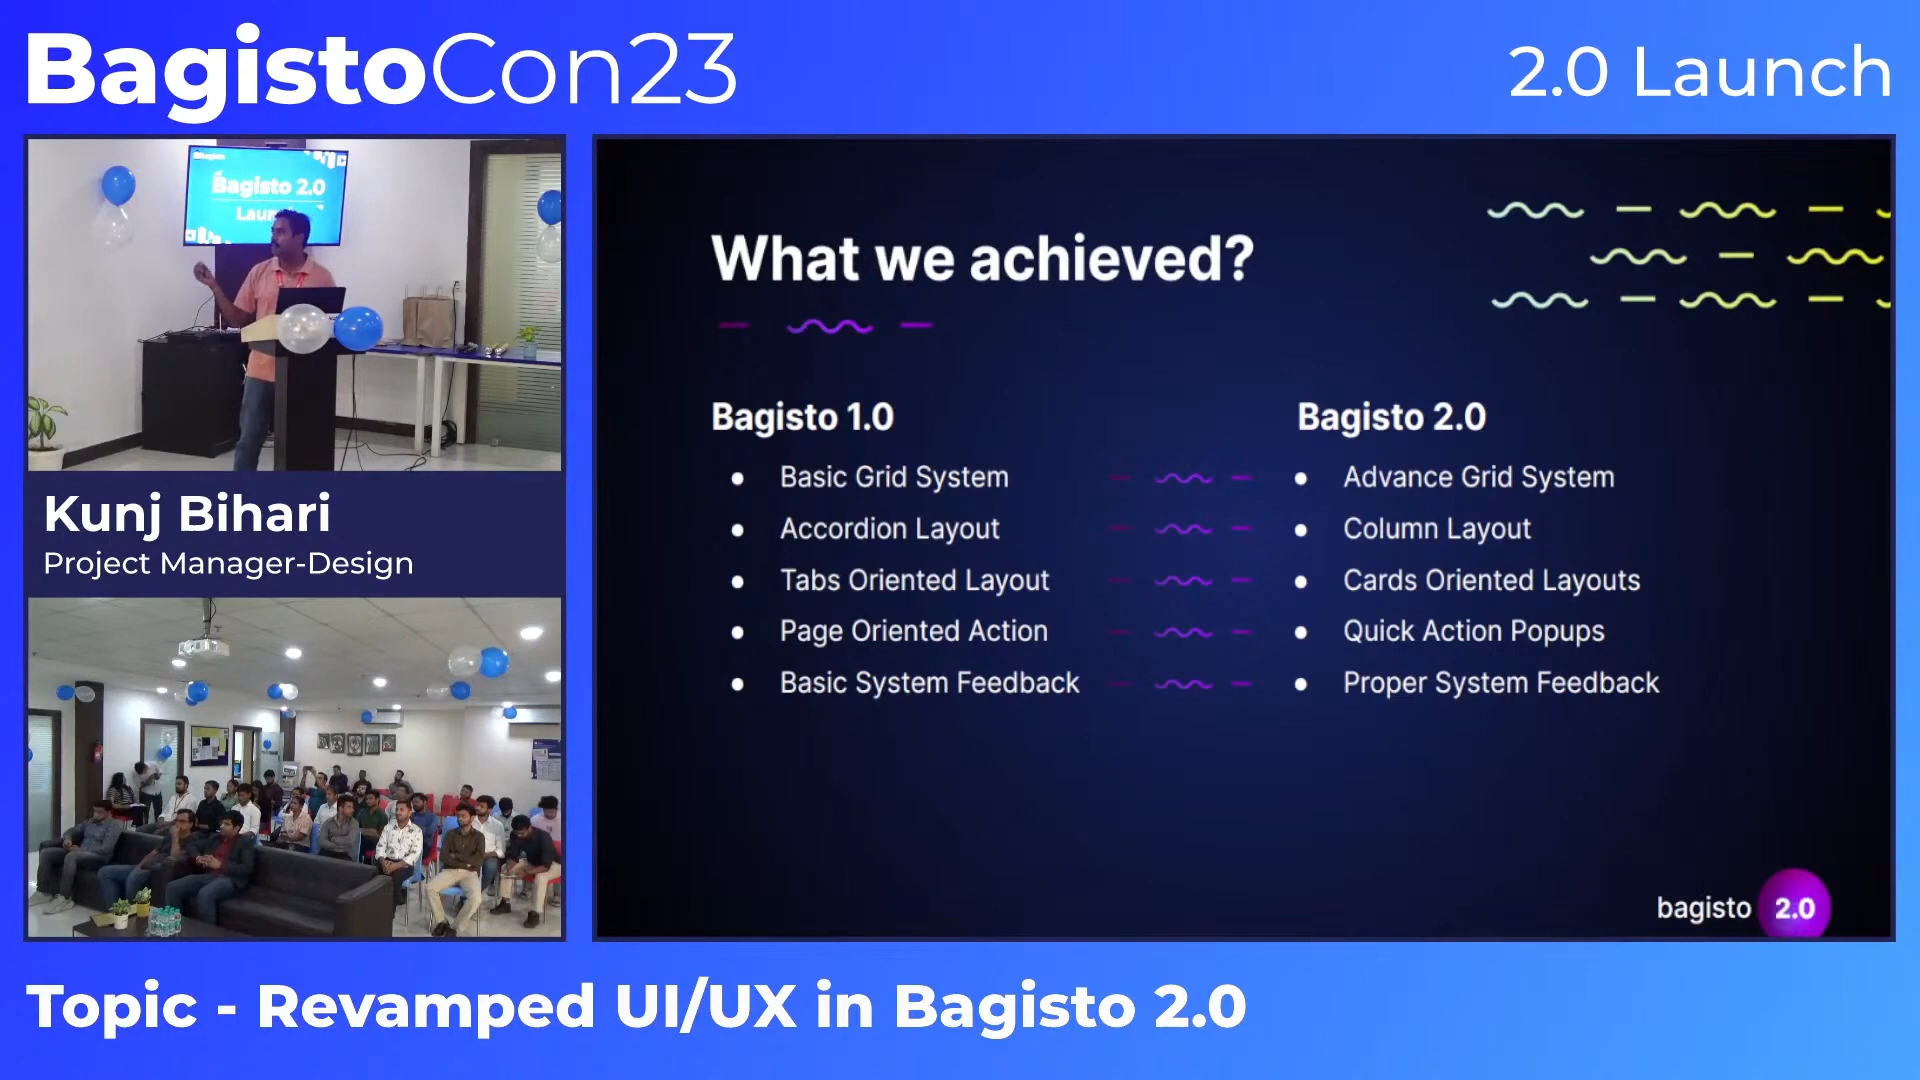 BagistoCon23
2.0 Launch
Bagisto 2.0
Kunj Bihari
Project Manager-Design
What we achieved?
Bagisto 1.0
Basic Grid System
Accordion Layout
Tabs Oriented Layout
Page Oriented Action
Basic System Feedback
Bagisto 2.0
Advance Grid System
Column Layout
Cards Oriented Layouts
Quick Action Popups
Proper System Feedback
bagisto 2.0
Topic - Revamped UI/UX in Bagisto 2.0